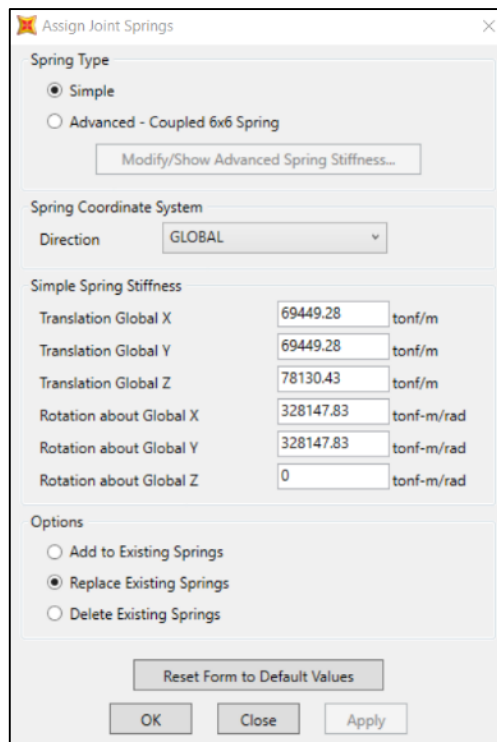 Assign Joint Springs
Spring Type
Simple
Advanced - Coupled 6x6 Spring
Modify/Show Advanced Spring Stiffness...
Spring Coordinate System
Direction GLOBAL
Simple Spring Stiffness
Translation Global X 69449.28 tonf/m
Translation Global Y 69449.28 tonf/m
Translation Global Z 78130.43 tonf/m
Rotation about Global X 328147.83 tonf-m/rad
Rotation about Global Y 328147.83 tonf-m/rad
Rotation about Global Z 0 tonf-m/rad
Options
Add to Existing Springs
Replace Existing Springs
Delete Existing Springs
Reset Form to Default Values
OK Close Apply